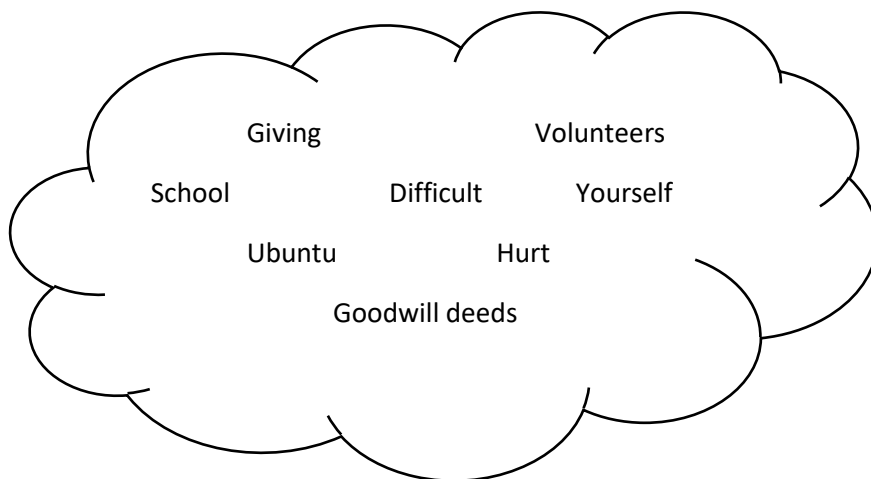 Giving Volunteers
School Difficult Yourself
Ubuntu Hurt
Goodwill deeds